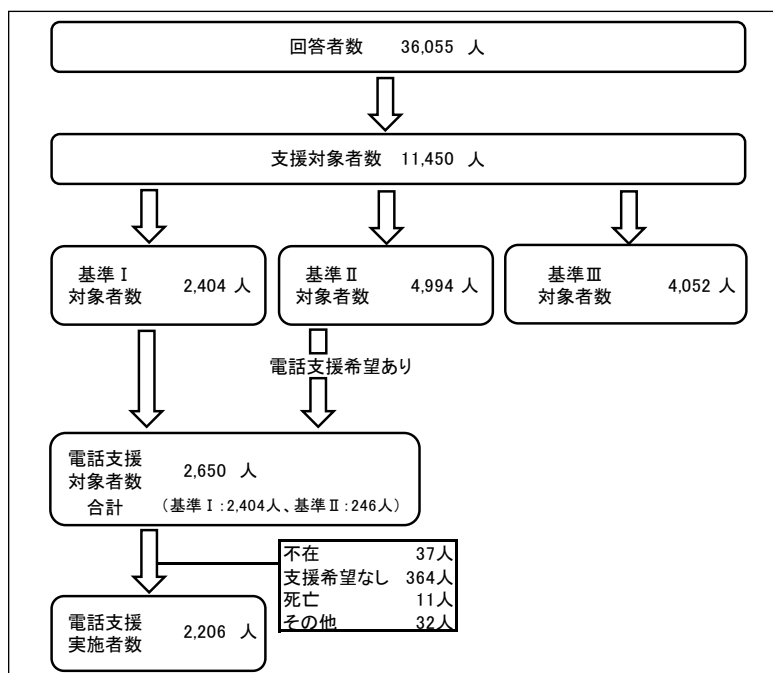 回答者数 36,055 人
支援対象者数 11,450 人
基準Ⅰ
対象者数 2,404 人
基準Ⅱ
対象者数 4,994 人
基準Ⅲ
対象者数 4,052 人
電話支援希望あり
電話支援
対象者数 2,650 人
合計 （基準Ⅰ:2,404人、基準Ⅱ:246人）
不在 37人
支援希望なし 364人
死亡 11人
その他 32人
電話支援
実施者数 2,206 人